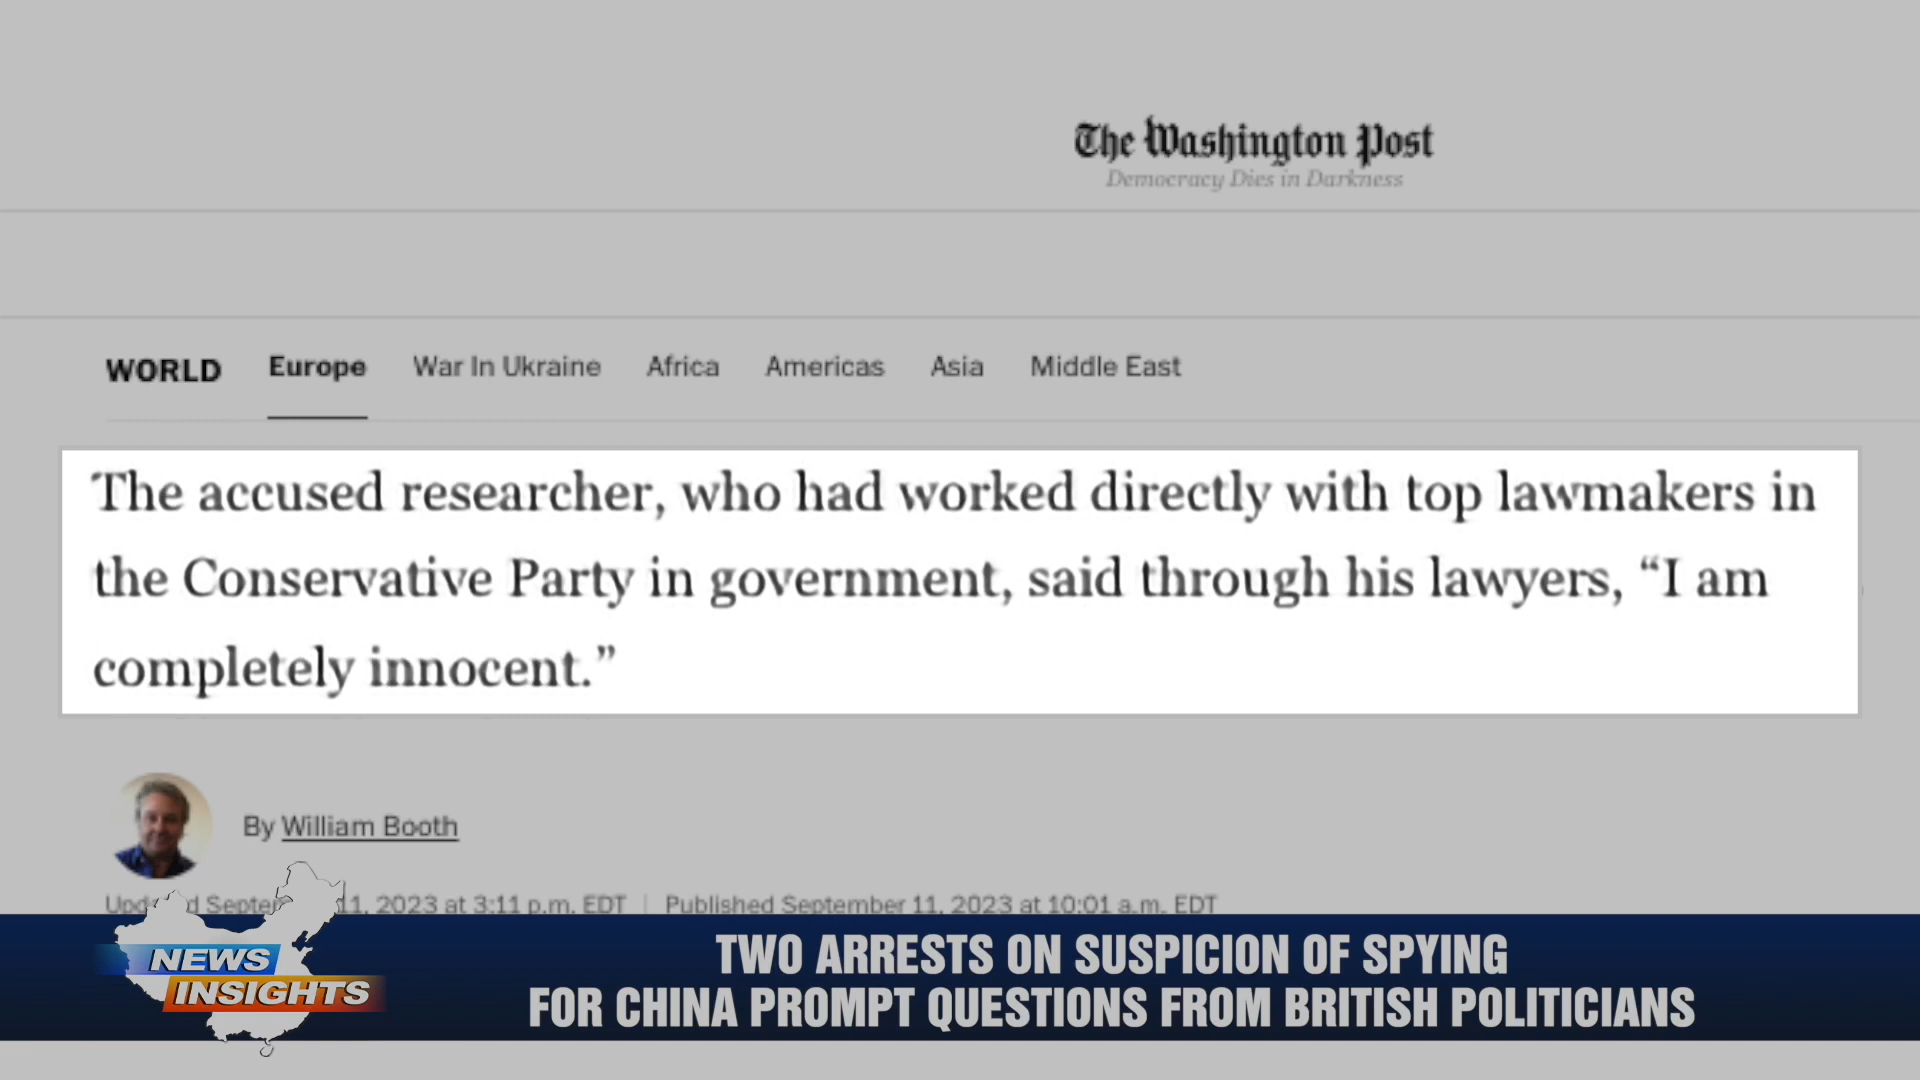 The Washington Post
Democracy Dies in Darkness
WORLD Europe War In Ukraine Africa Americas Asia Middle East
The accused researcher, who had worked directly with top lawmakers in
the Conservative Party in government, said through his lawyers, “I am
completely innocent.”
By William Booth
11, 2023 at 3:11 p.m. EDT | Published September 11, 2023 at 10:01 a.m. EDT
NEWS
INSIGHTS
TWO ARRESTS ON SUSPICION OF SPYING
FOR CHINA PROMPT QUESTIONS FROM BRITISH POLITICIANS